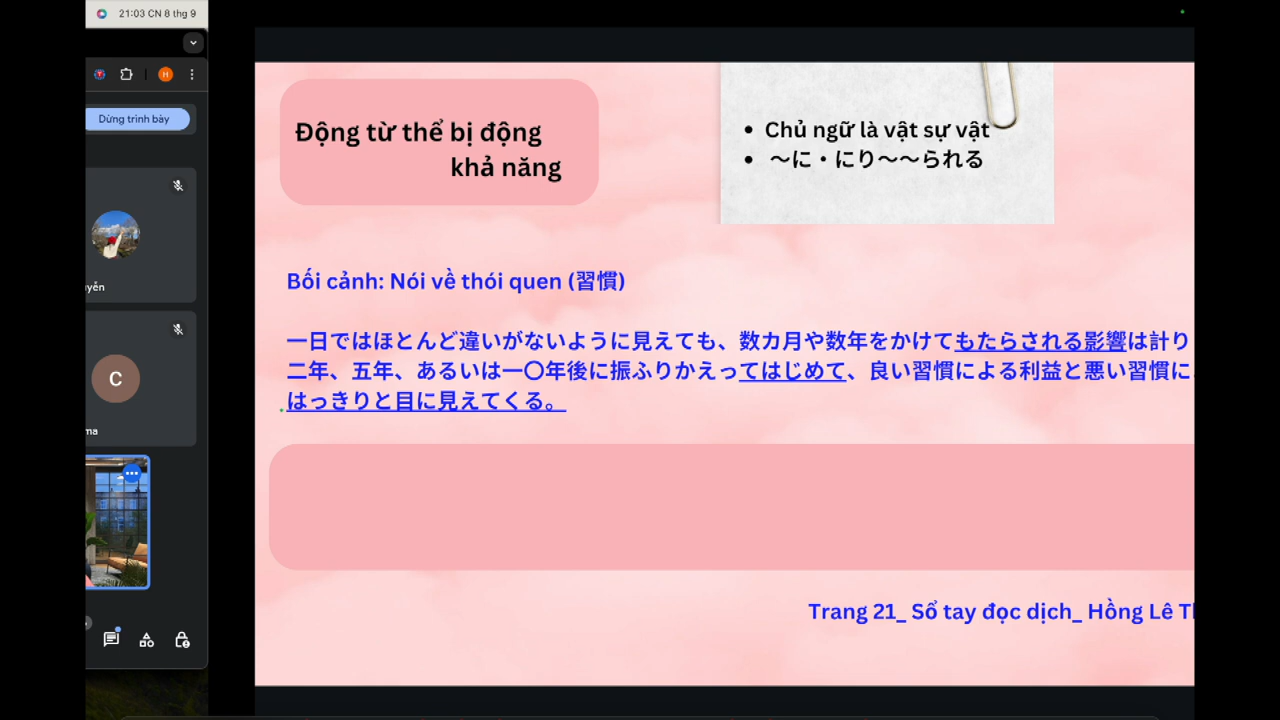 21:03 CN 8 thg 9
H
Dừng trình bày
yễn
C
ma
Động từ thể bị động
khả năng
• Chủ ngữ là vật sự vật
• ～に・にり～～られる
Bối cảnh: Nói về thói quen (習慣)
一日ではほとんど違いがないように見えても、数カ月や数年をかけてもたらされる影響は計り
二年、五年、あるいは一〇年後に振ふりかえってはじめて、良い習慣による利益と悪い習慣に
はっきりと目に見えてくる。
Trang 21_ Sổ tay đọc dịch_ Hồng Lê